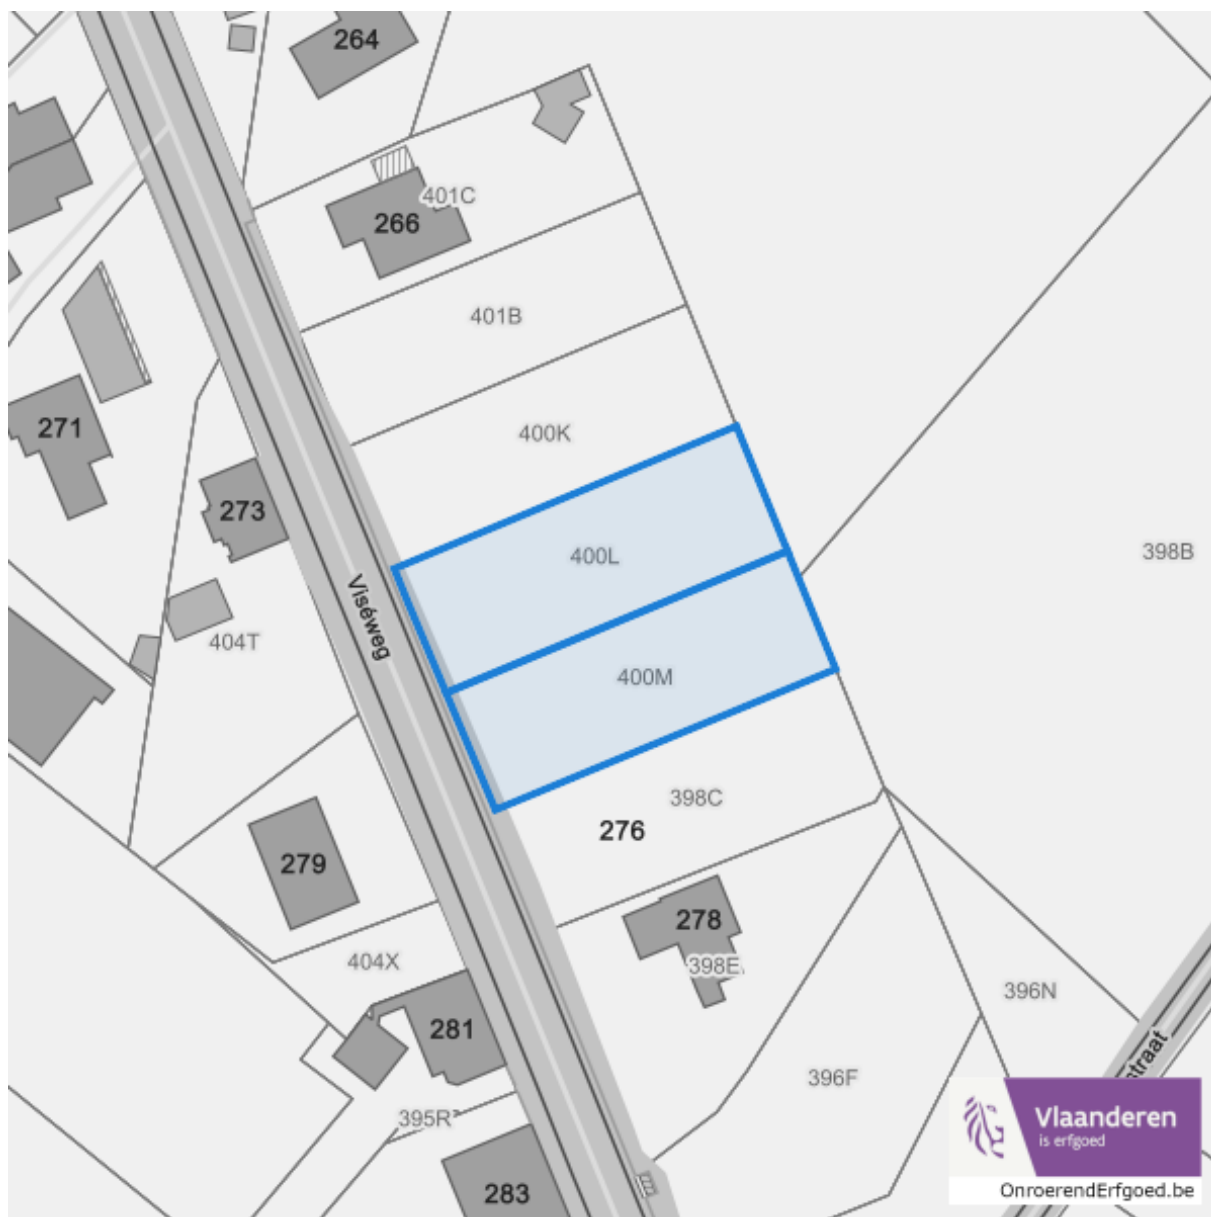 264
401C
266
401B
271
400K
273
400L
398B
Viséweg
404T
400M
398C
276
279
278
398E
404X
396N
281
straat
396F
395R
283
Vlaanderen
is erfgoed
OnroerendErfgoed.be